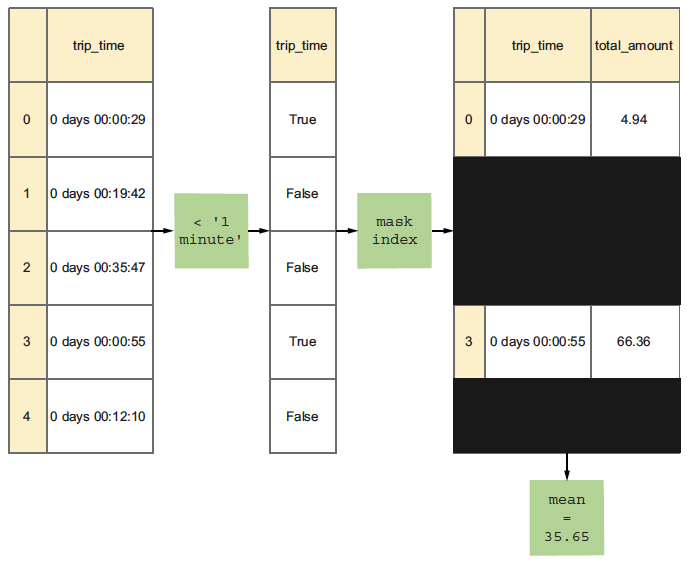 trip_time
0 0 days 00:00:29
1 0 days 00:19:42
2 0 days 00:35:47
3 0 days 00:00:55
4 0 days 00:12:10
< '1
minute'
trip_time
True
False
False
True
False
mask
index
trip_time total_amount
0 0 days 00:00:29 4.94
3 0 days 00:00:55 66.36
mean
=
35.65